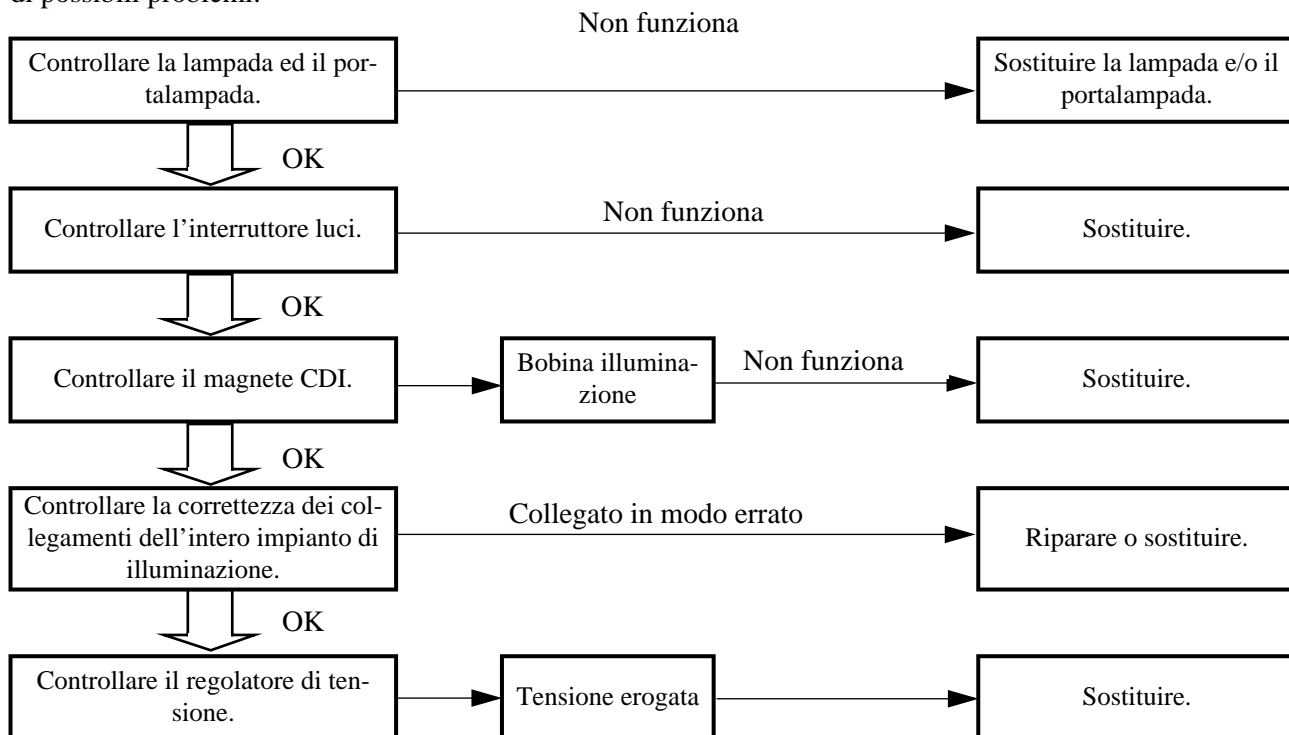 di possibili problemi.
Non funziona
Controllare la lampada ed il por-
talampada.
Sostituire la lampada e/o il
portalampada.
OK
Controllare l’interruttore luci.
Non funziona
Sostituire.
OK
Controllare il magnete CDI.
Bobina illumina-
zione
Non funziona
Sostituire.
OK
Controllare la correttezza dei col-
legamenti dell’intero impianto di
illuminazione.
Collegato in modo errato
Riparare o sostituire.
OK
Controllare il regolatore di ten-
sione.
Tensione erogata
Sostituire.